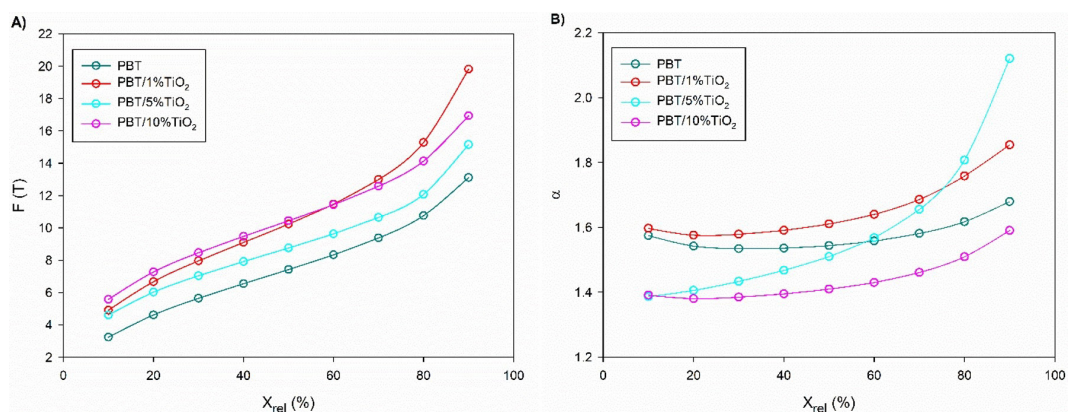 A)
22
20
18
16
14
12
10
8
6
4
2
F (T)
PBT
PBT/1%TiO₂
PBT/5%TiO₂
PBT/10%TiO₂
0 20 40 60 80 100
X_rel (%)
B)
2.2
2.0
1.8
1.6
1.4
1.2
α
PBT
PBT/1%TiO₂
PBT/5%TiO₂
PBT/10%TiO₂
0 20 40 60 80 100
X_rel (%)